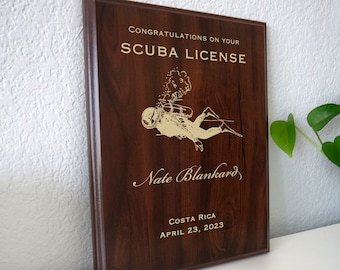 CONGRATULATIONS ON YOUR
SCUBA LICENSE
Nate Blankard
COSTA RICA
APRIL 23, 2023